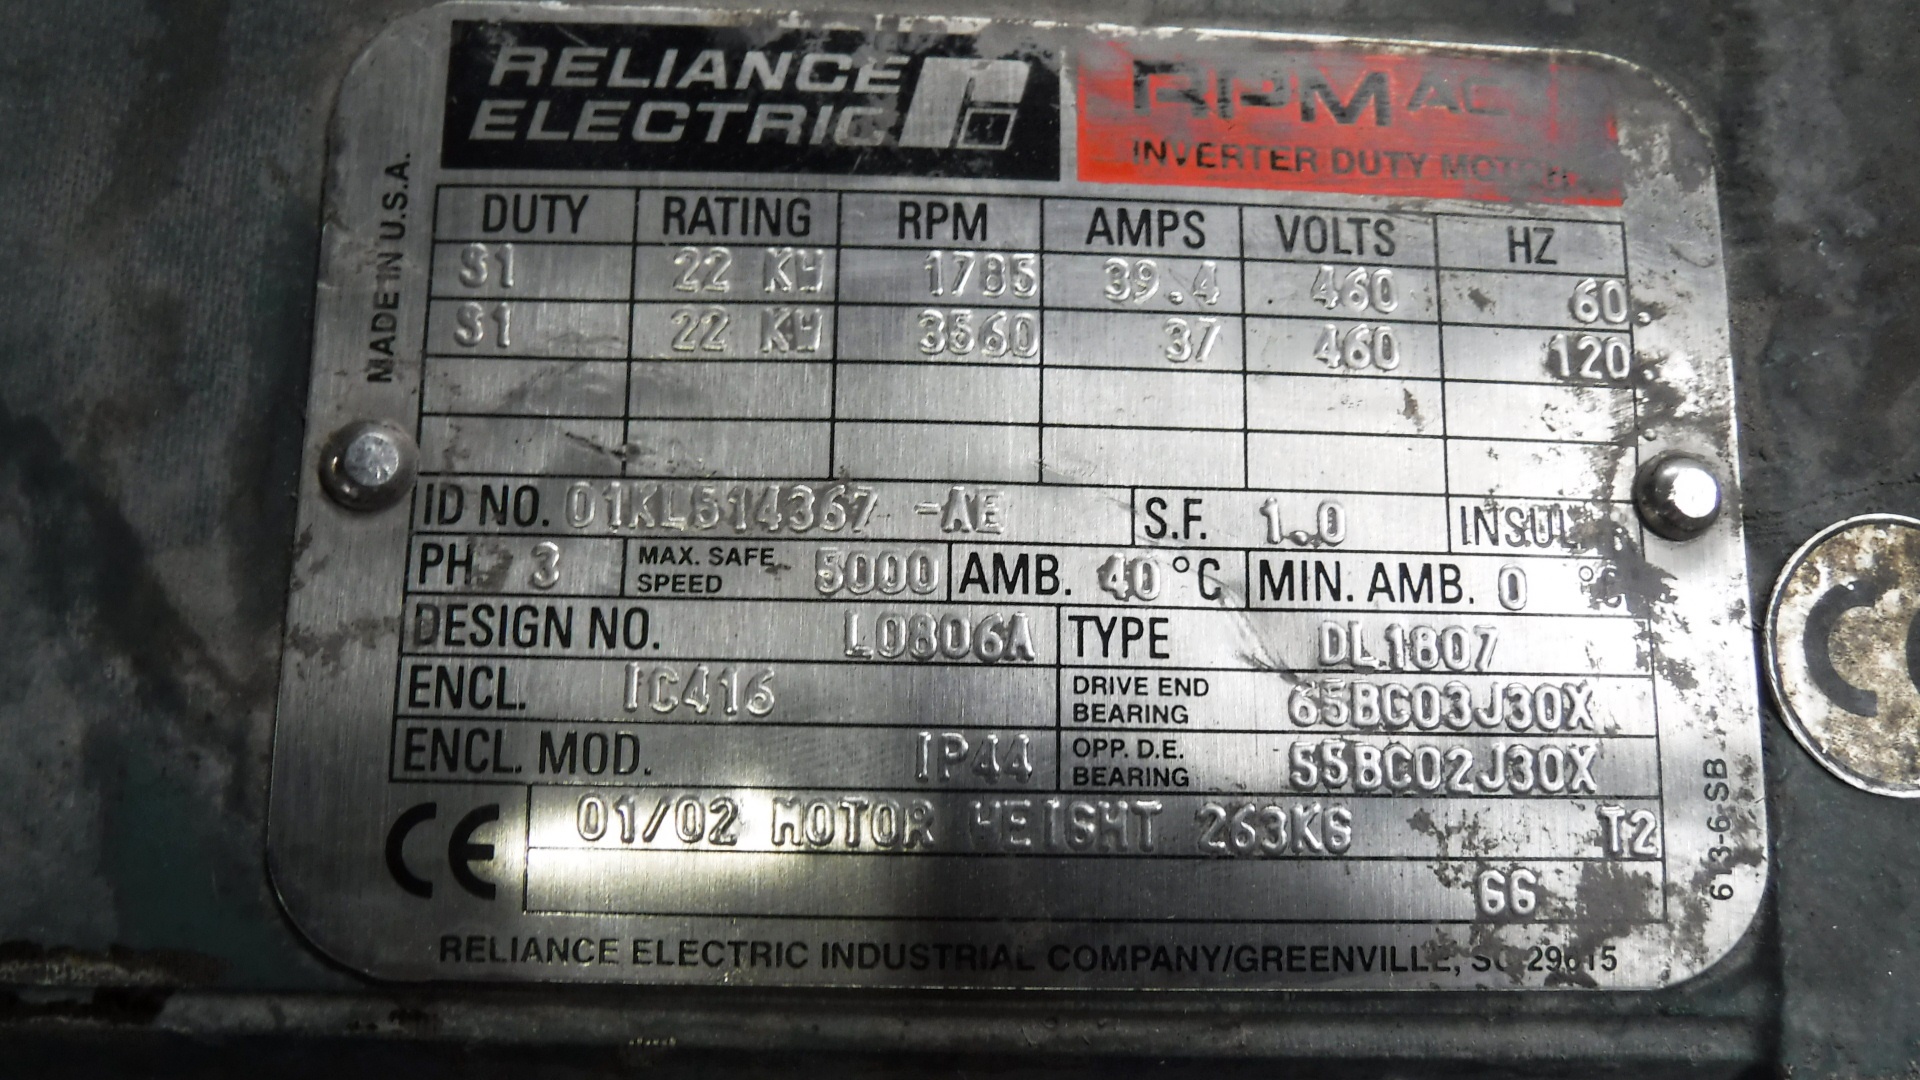 RELIANCE
ELECTRIC
RPM AC
INVERTER DUTY MOTOR
MADE IN U.S.A.
DUTY RATING RPM AMPS VOLTS HZ
S1 22 KW 1785 39.4 460 60.
S1 22 KW 3560 37 460 120.
ID NO. 01KL514367 -AE S.F. 1.0 INSUL
PH. 3 MAX. SAFE SPEED 5000 AMB. 40 °C MIN. AMB. 0 °C
DESIGN NO. L0806A TYPE DL1807
ENCL. IC416 DRIVE END BEARING 65BC03J30X
ENCL. MOD. IP44 OPP. D.E. BEARING 55BC02J30X
CE 01/02 MOTOR WEIGHT 263KG T2
GG
613-6-SB
RELIANCE ELECTRIC INDUSTRIAL COMPANY/GREENVILLE, SC 29615